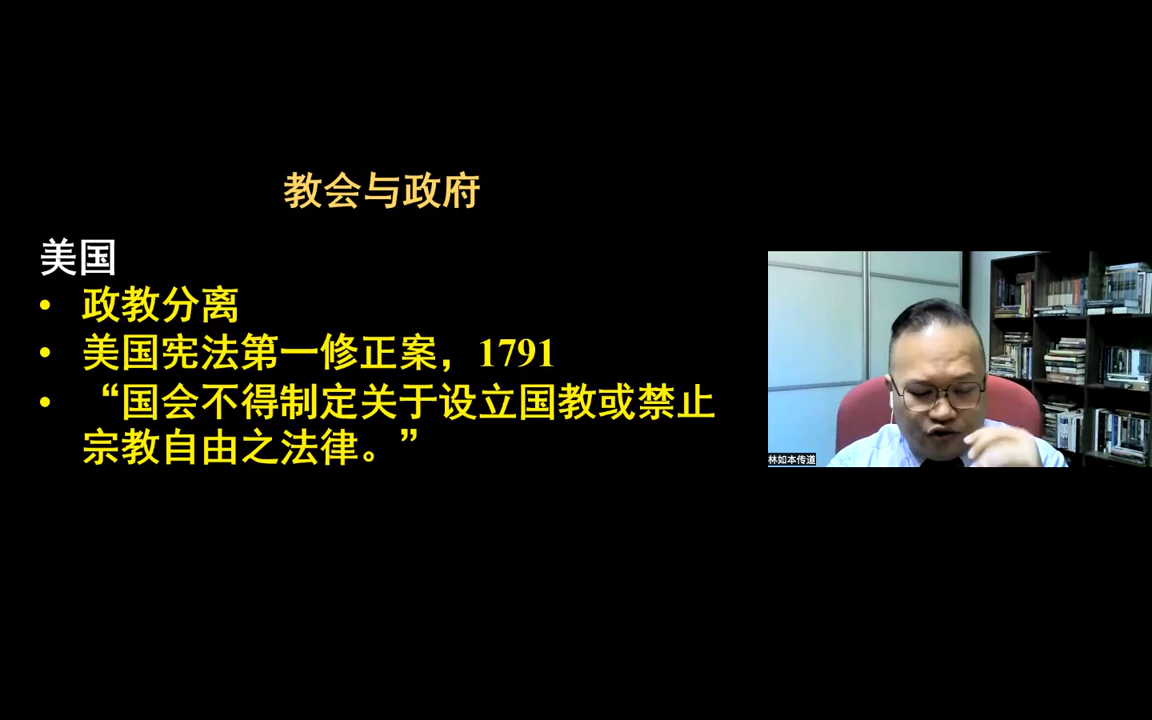 教会与政府
美国
• 政教分离
• 美国宪法第一修正案，1791
• “国会不得制定关于设立国教或禁止
宗教自由之法律。”
林如本传道